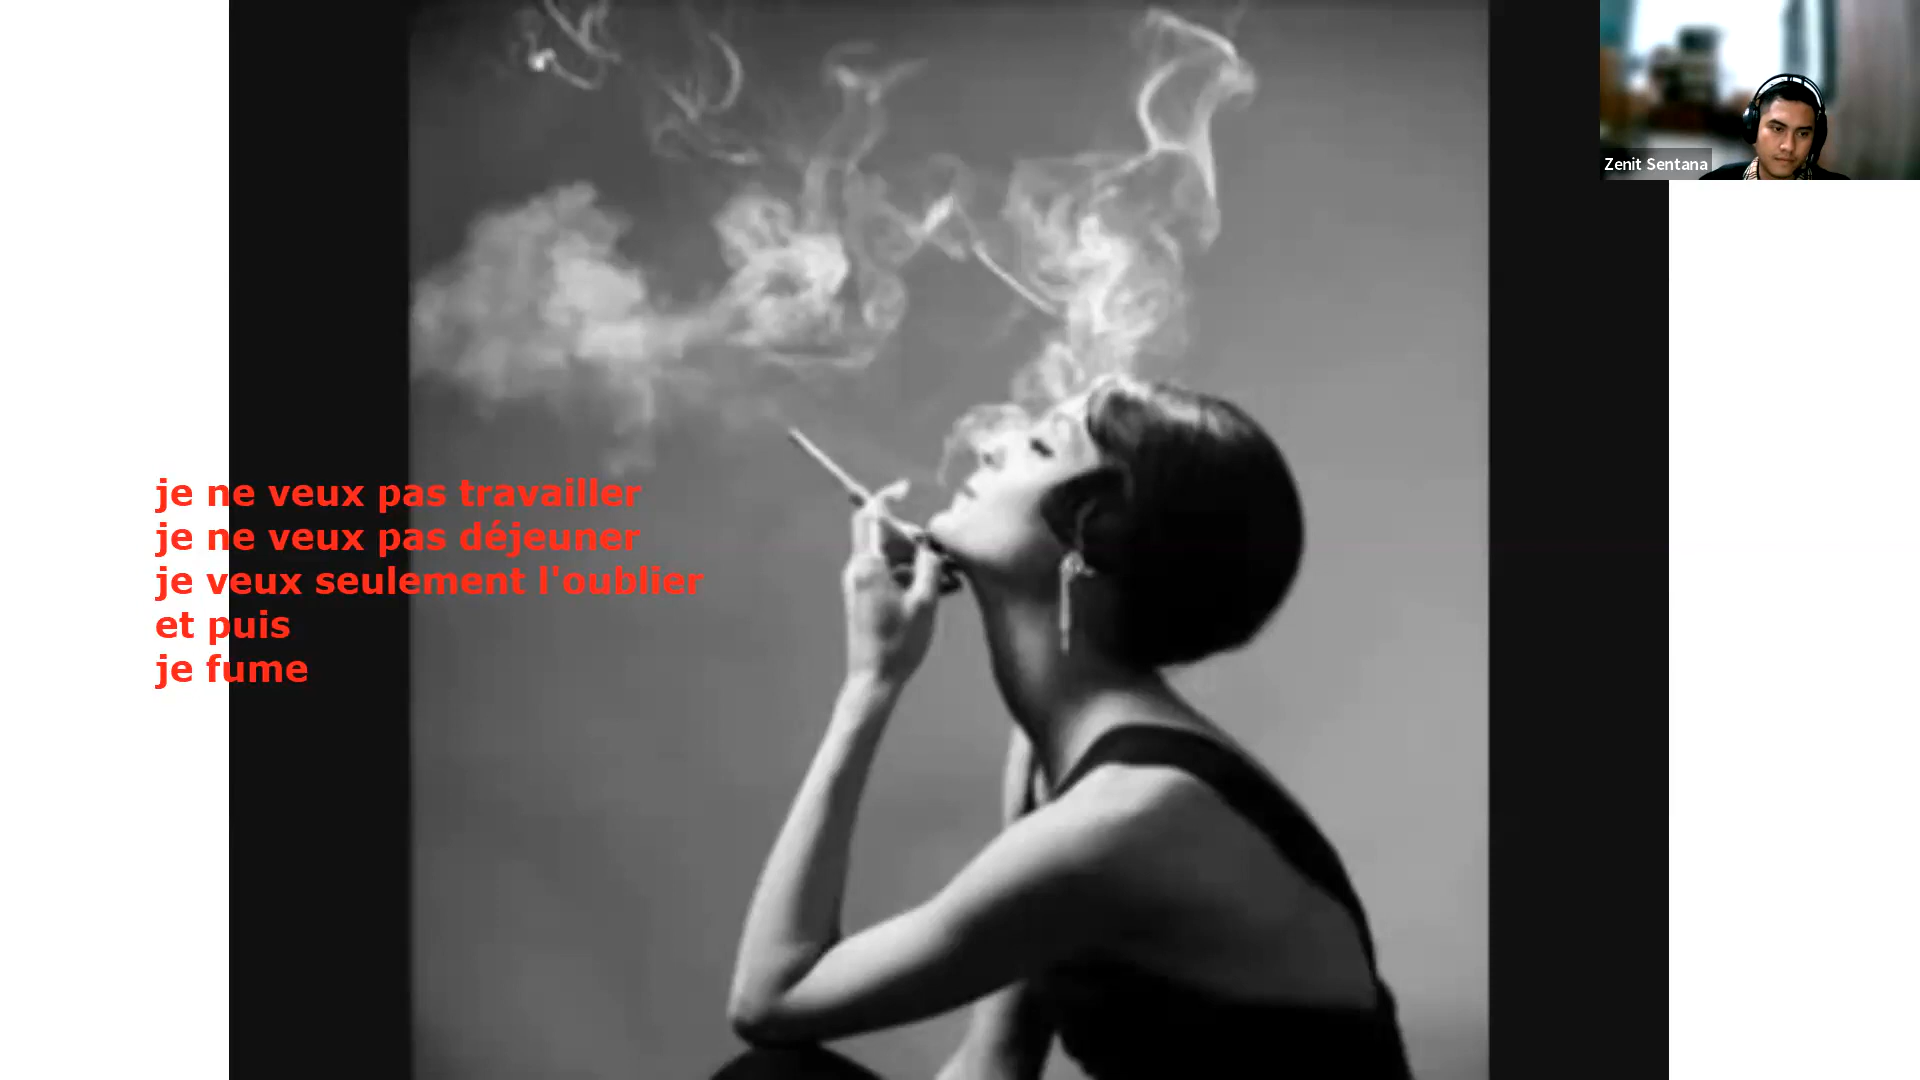 Zenit Sentana
je ne veux pas travailler
je ne veux pas déjeuner
je veux seulement l'oublier
et puis
je fume